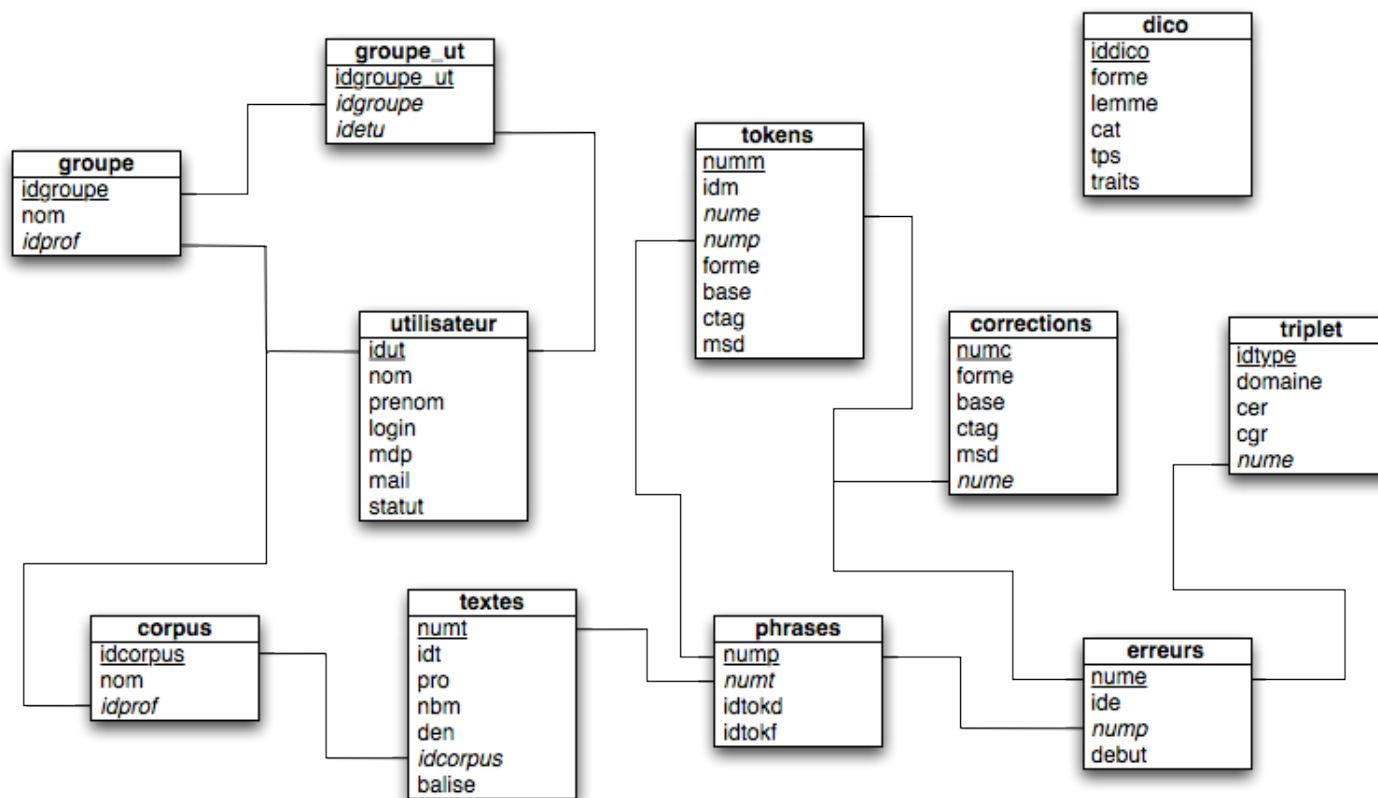 groupe_ut
idgroupe_ut
idgroupe
idetu
dico
iddico
forme
lemme
cat
tps
traits
groupe
idgroupe
nom
idprof
tokens
numm
idm
nume
nump
forme
base
ctag
msd
utilisateur
idut
nom
prenom
login
mdp
mail
statut
corrections
numc
forme
base
ctag
msd
nume
triplet
idtype
domaine
cer
cgr
nume
corpus
idcorpus
nom
idprof
textes
numt
idt
pro
nbm
den
idcorpus
balise
phrases
nump
numt
idtokd
idtokf
erreurs
nume
ide
nump
debut